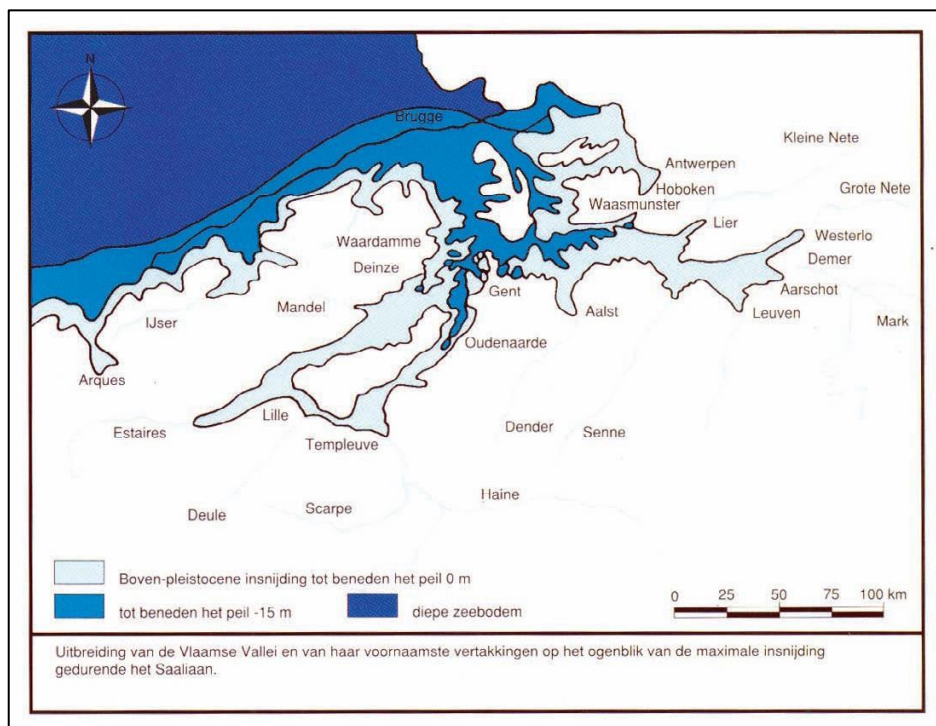 N
Brugge
Kleine Nete
Antwerpen
Hoboken
Grote Nete
Waasmunster
Lier
Waardamme
Westerlo
Deinze
Demer
Gent
Aarschot
Mandel
Aalst
Leuven
IJser
Mark
Oudenaarde
Arques
Lille
Estaires
Dender
Senne
Templeuve
Haine
Deule
Scarpe
Boven-pleistocene insnijding tot beneden het peil 0 m
tot beneden het peil -15 m
diepe zeebodem
0 25 50 75 100 km
Uitbreiding van de Vlaamse Vallei en van haar voornaamste vertakkingen op het ogenblik van de maximale insnijding
gedurende het Saaliaan.